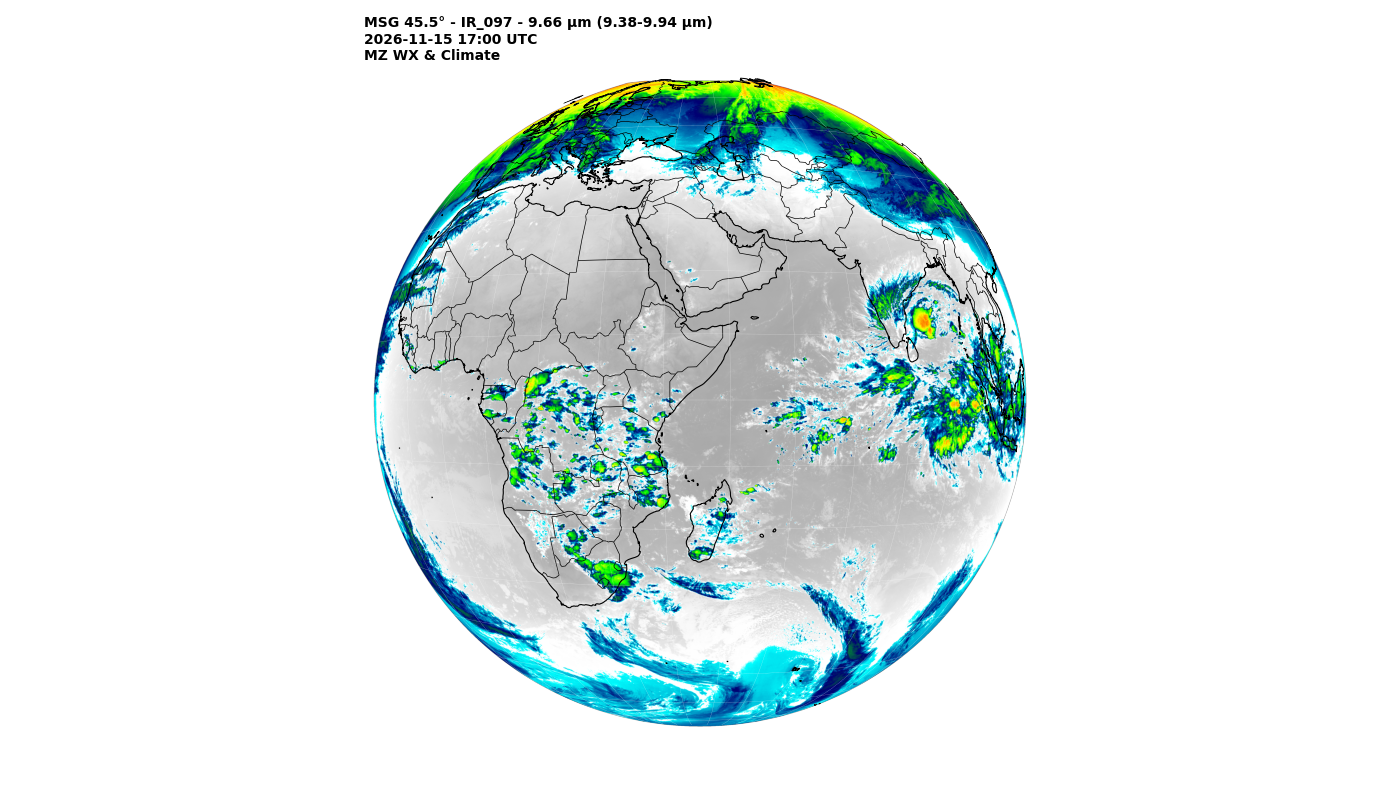 MSG 45.5° - IR_097 - 9.66 µm (9.38-9.94 µm)
2026-11-15 17:00 UTC
MZ WX & Climate